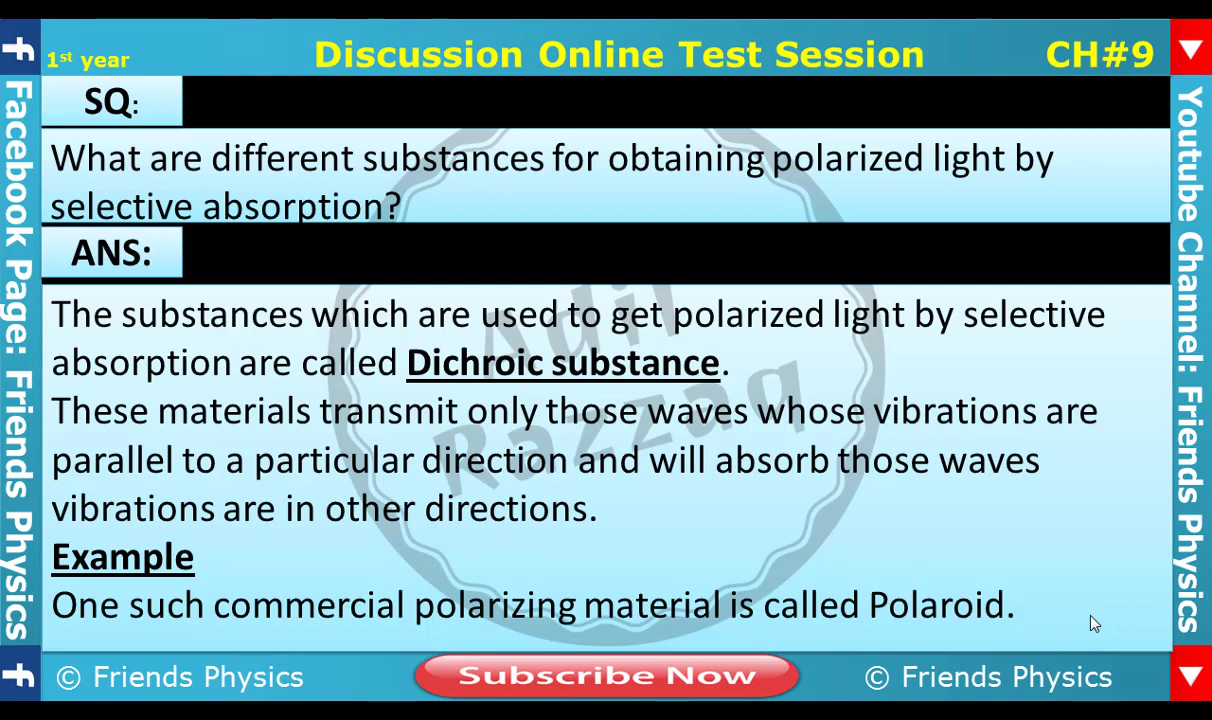 1st year
Discussion Online Test Session
CH#9
SQ:
What are different substances for obtaining polarized light by
selective absorption?
ANS:
The substances which are used to get polarized light by selective
absorption are called Dichroic substance.
These materials transmit only those waves whose vibrations are
parallel to a particular direction and will absorb those waves
vibrations are in other directions.
Example
One such commercial polarizing material is called Polaroid.
Adil
Razzaq
f
Facebook Page: Friends Physics
f
Youtube Channel: Friends Physics
© Friends Physics
Subscribe Now
© Friends Physics